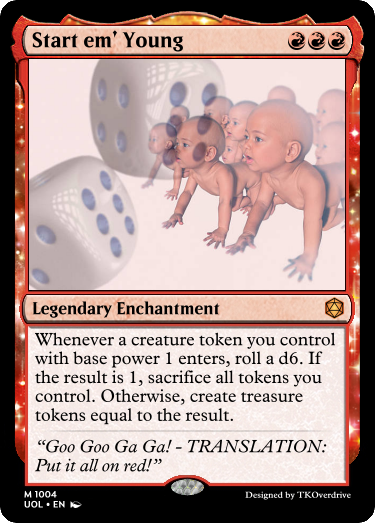 Start em' Young
Legendary Enchantment
Whenever a creature token you control
with base power 1 enters, roll a d6. If
the result is 1, sacrifice all tokens you
control. Otherwise, create treasure
tokens equal to the result.
“Goo Goo Ga Ga! - TRANSLATION:
Put it all on red!”
M 1004
UOL • EN
Designed by TKOverdrive